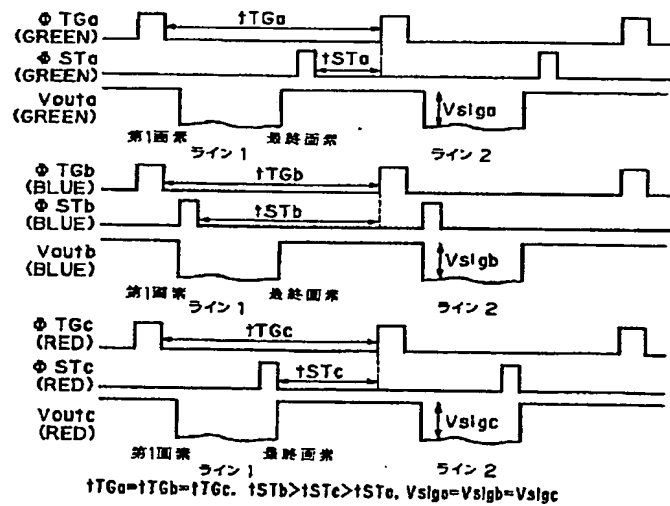 Φ TGa
(GREEN)
tTGa
Φ STa
(GREEN)
tSTa
Vouta
(GREEN)
Vsiga
第1画素 最終画素
ライン1 ライン2
Φ TGb
(BLUE)
tTGb
Φ STb
(BLUE)
tSTb
Voutb
(BLUE)
Vsigb
第1画素 最終画素
ライン1 ライン2
Φ TGc
(RED)
tTGc
Φ STc
(RED)
tSTc
Voutc
(RED)
Vsigc
第1画素 最終画素
ライン1 ライン2
tTGa=tTGb=tTGc. tSTb>tSTc>tSTa. Vsiga=Vsigb=Vsigc